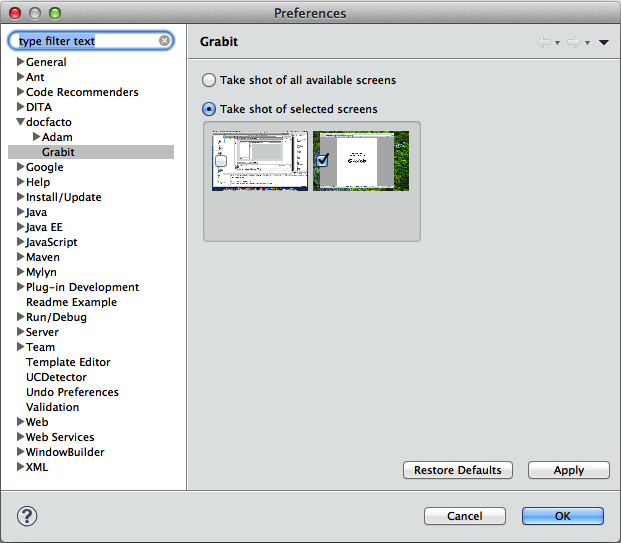 Preferences
type filter text
General
Ant
Code Recommenders
DITA
docfacto
Adam
Grabit
Google
Help
Install/Update
Java
Java EE
JavaScript
Maven
Mylyn
Plug-in Development
Readme Example
Run/Debug
Server
Team
Template Editor
UCDetector
Undo Preferences
Validation
Web
Web Services
WindowBuilder
XML
Grabit
Take shot of all available screens
Take shot of selected screens
Restore Defaults
Apply
?
Cancel
OK